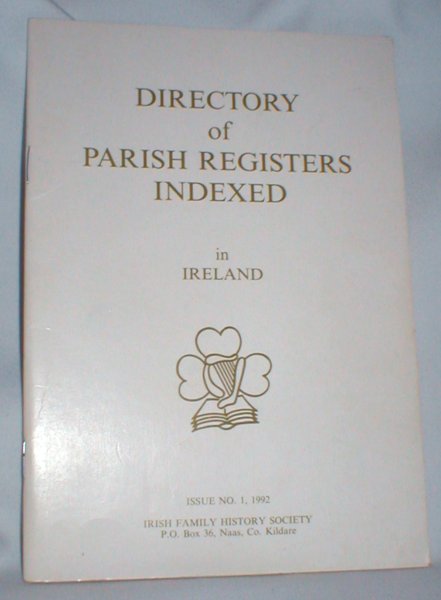 DIRECTORY
of
PARISH REGISTERS
INDEXED
in
IRELAND
ISSUE NO. 1, 1992
IRISH FAMILY HISTORY SOCIETY
P.O. Box 36, Naas, Co. Kildare